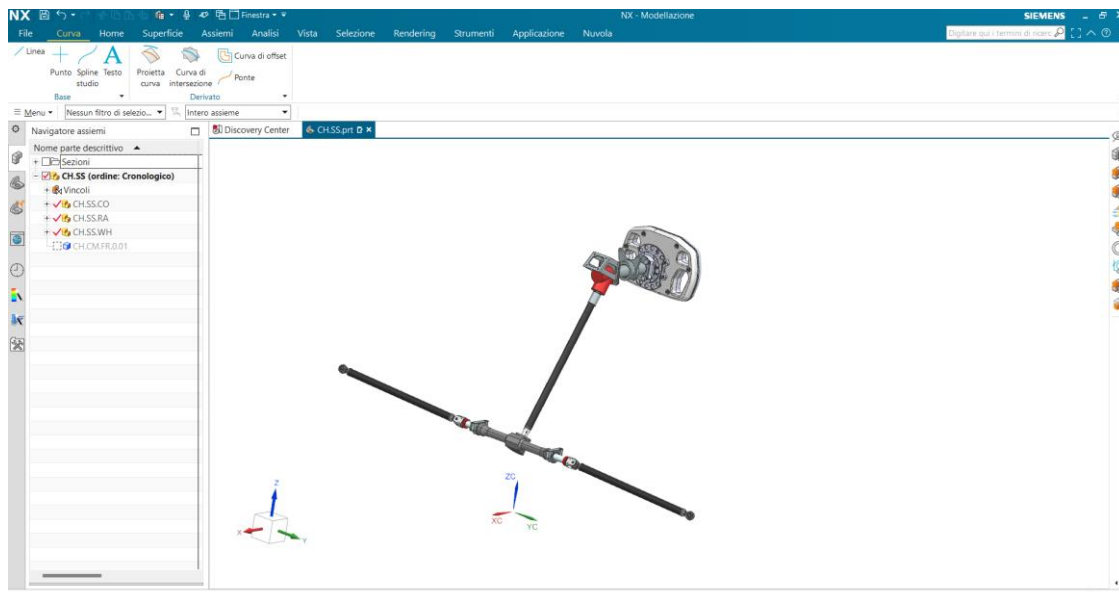 NX Finestra NX - Modellazione SIEMENS
File Curva Home Superficie Assiemi Analisi Vista Selezione Rendering Strumenti Applicazione Nuvola Digitare qui i termini di ricerc
Linea
Punto Spline studio Testo Proietta curva Curva di intersezione Curva di offset
Ponte
Base Derivato
Menu Nessun filtro di selezio... Intero assieme
Navigatore assiemi Discovery Center CH.SS.prt
Nome parte descrittivo
Sezioni
CH.SS (ordine: Cronologico)
Vincoli
CH.SS.CO
CH.SS.RA
CH.SS.WH
CH.CM.FR.0.01
ZC
XC
YC
Z
X
Y